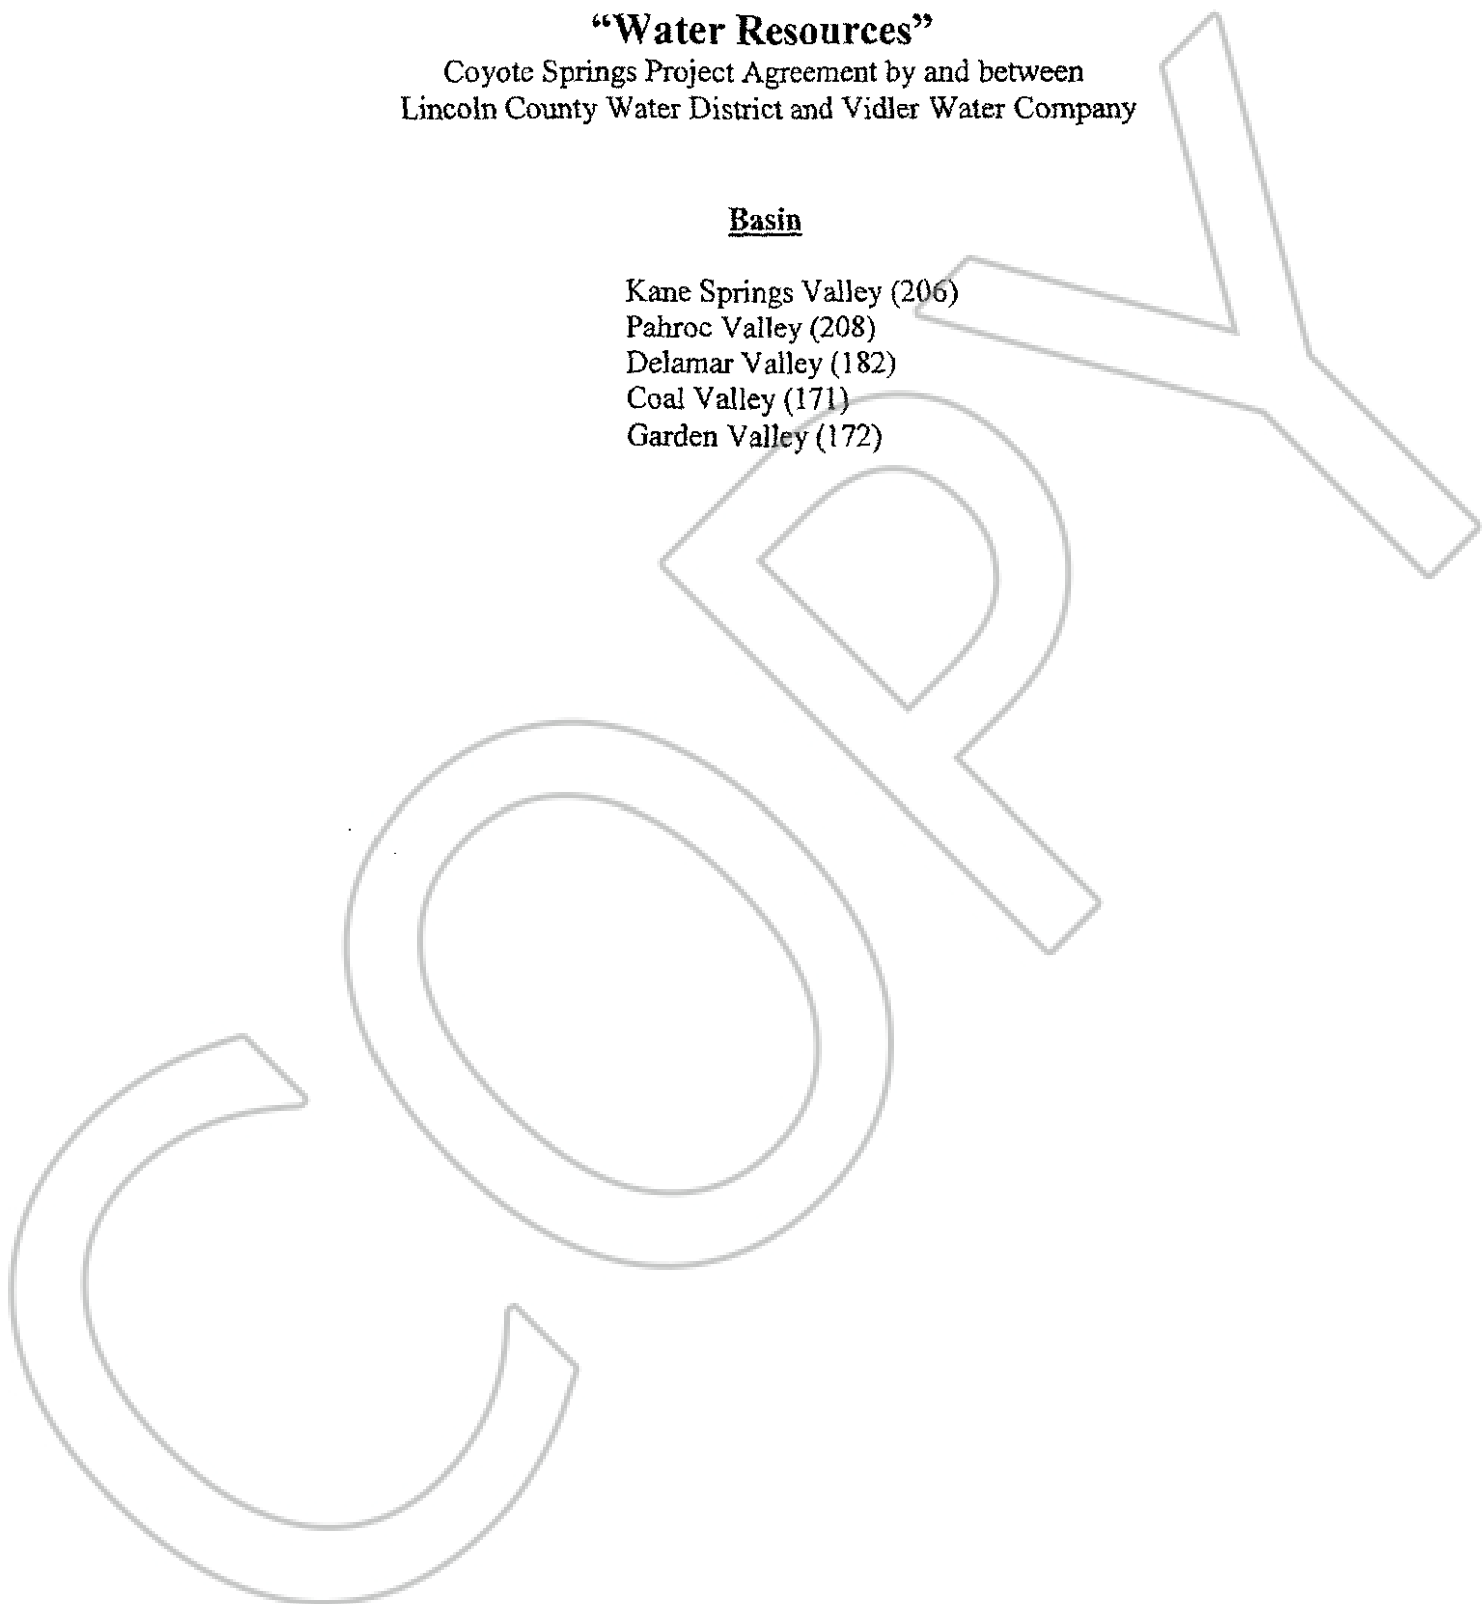 “Water Resources”
Coyote Springs Project Agreement by and between
Lincoln County Water District and Vidler Water Company
Basin
Kane Springs Valley (206)
Pahroc Valley (208)
Delamar Valley (182)
Coal Valley (171)
Garden Valley (172)
COPY